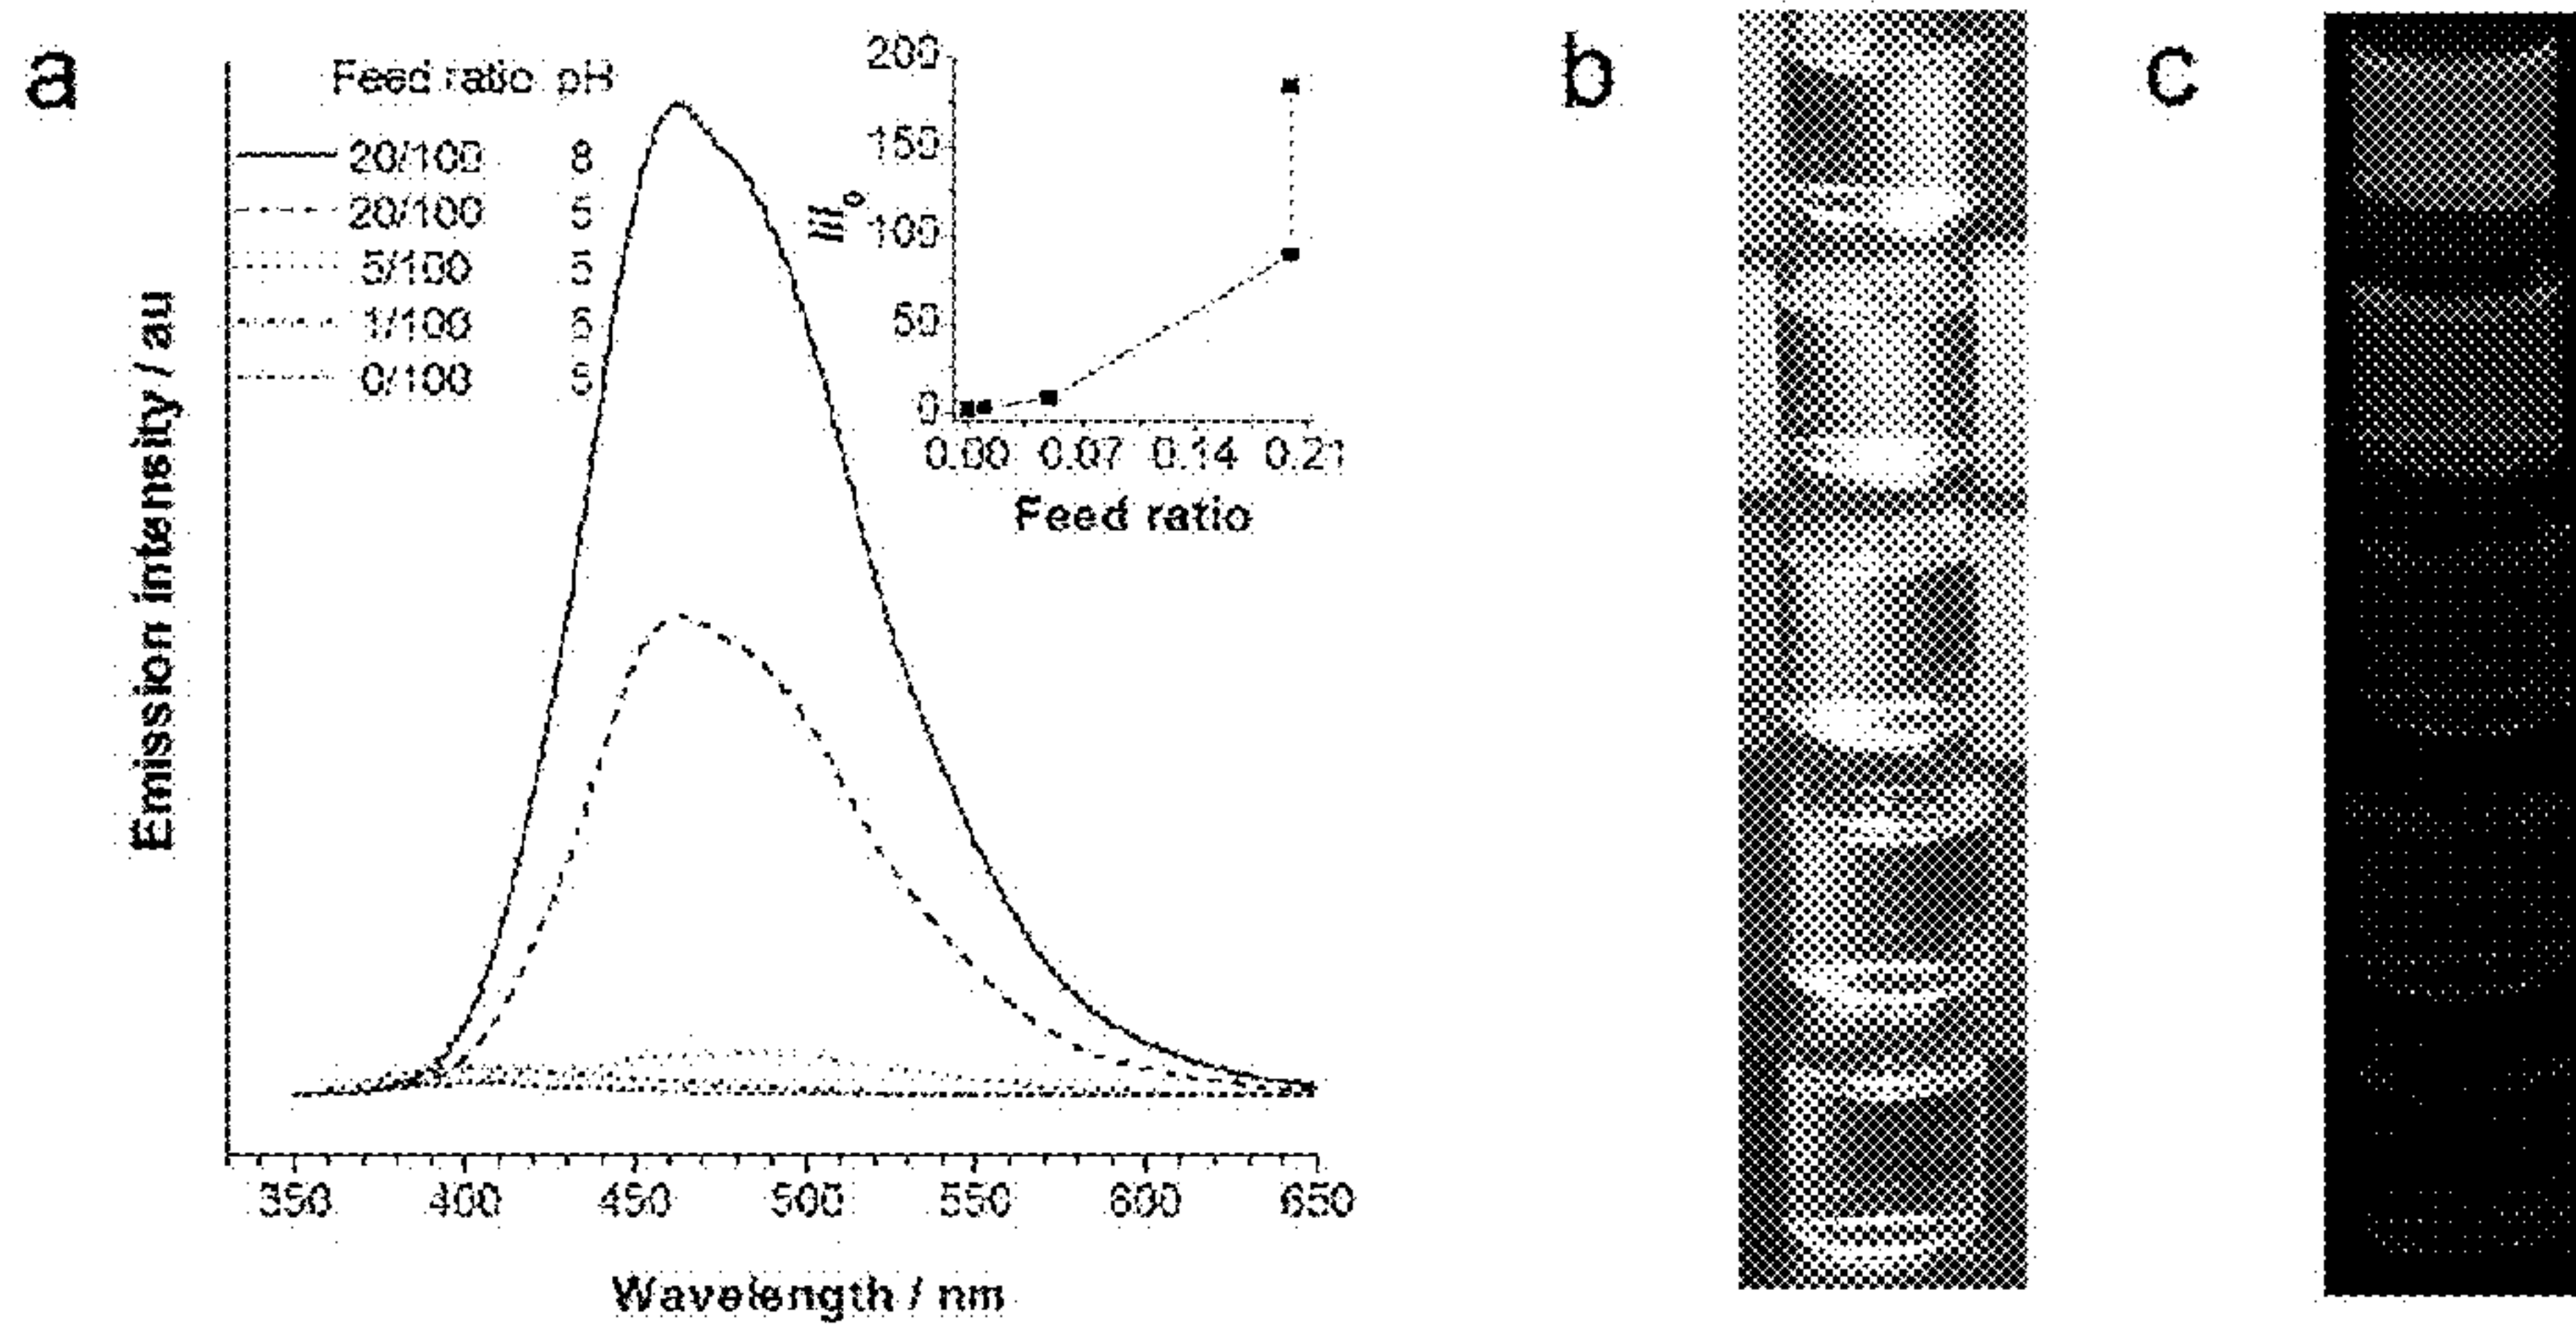 a
Feed ratio pH
20/100 8
20/100 5
5/100 5
1/100
0/100
Emission intensity / au
350 400 450 500 550 600 650
Wavelength / nm
200
150
100
50
0
I/I₀
0.00 0.07 0.14 0.21
Feed ratio
b
c